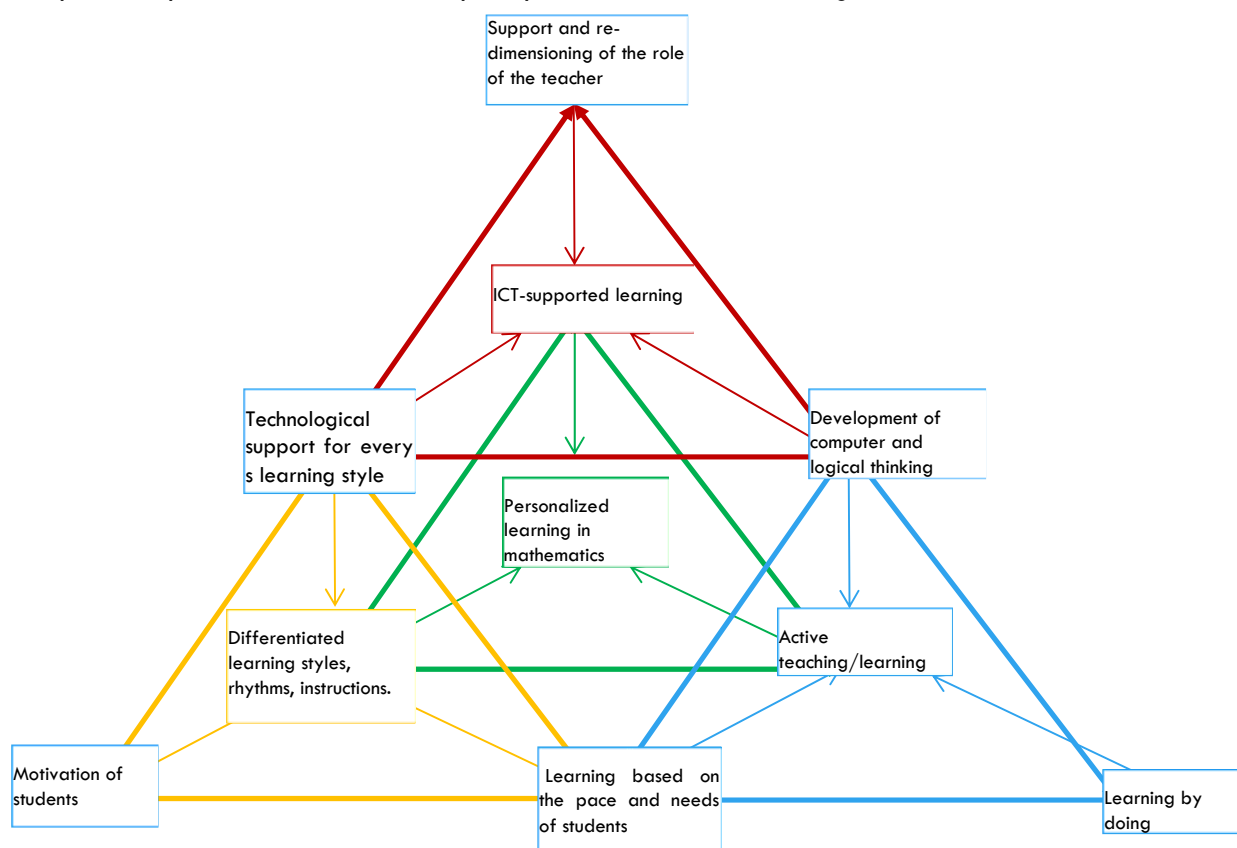 Support and re-
dimensioning of the role
of the teacher
ICT-supported learning
Technological
support for every
s learning style
Development of
computer and
logical thinking
Personalized
learning in
mathematics
Differentiated
learning styles,
rhythms, instructions.
Active
teaching/learning
Motivation of
students
Learning based on
the pace and needs
of students
Learning by
doing